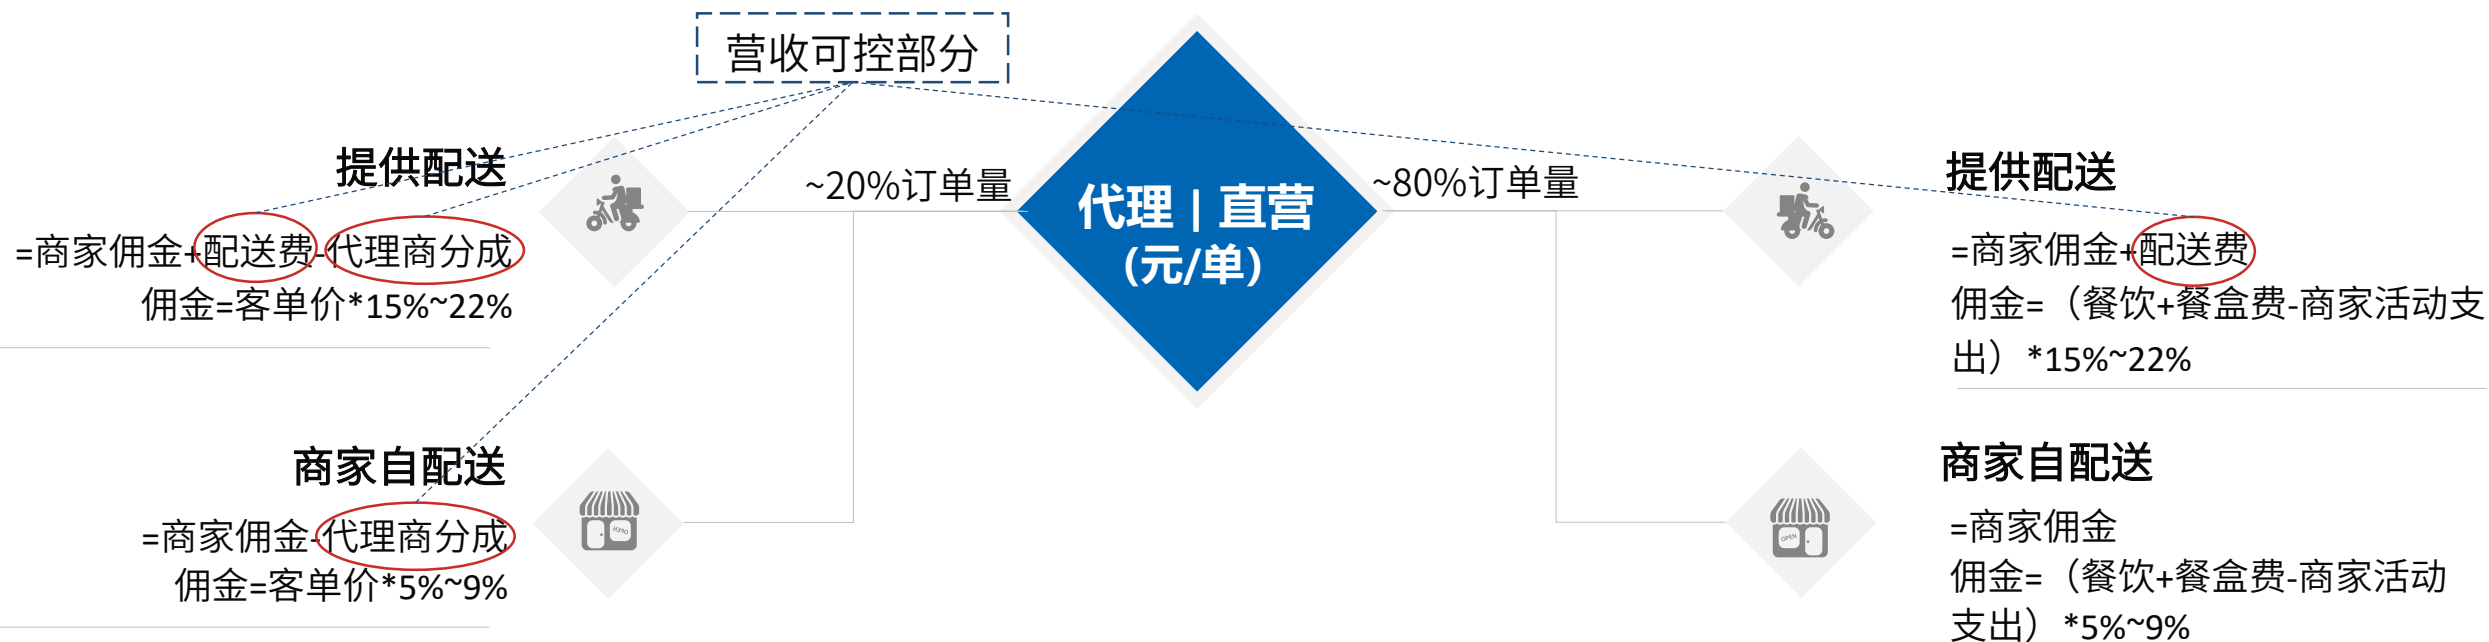 营收可控部分
代理 | 直营
(元/单)
~20%订单量
~80%订单量
提供配送
=商家佣金+配送费-代理商分成
佣金=客单价*15%~22%
商家自配送
=商家佣金-代理商分成
佣金=客单价*5%~9%
提供配送
=商家佣金+配送费
佣金=（餐饮+餐盒费-商家活动支
出）*15%~22%
商家自配送
=商家佣金
佣金=（餐饮+餐盒费-商家活动
支出）*5%~9%
OPEN
OPEN